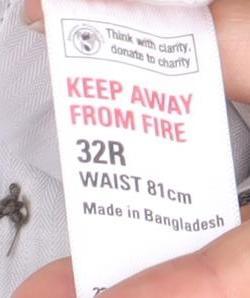 Think with clarity,
donate to charity
KEEP AWAY
FROM FIRE
32R
WAIST 81cm
Made in Bangladesh